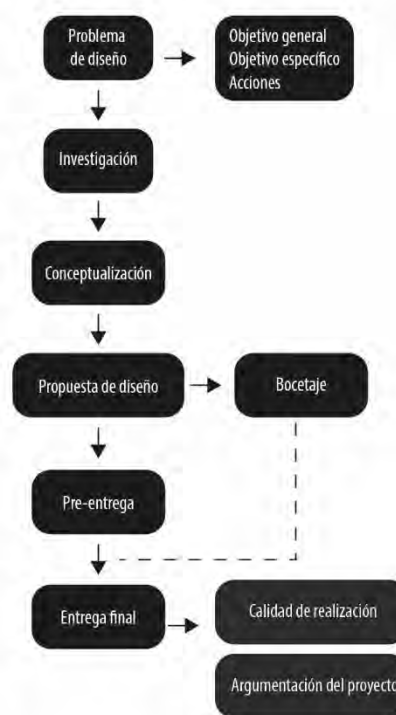 Problema
de diseño
Objetivo general
Objetivo específico
Acciones
Investigación
Conceptualización
Propuesta de diseño
Bocetaje
Pre-entrega
Entrega final
Calidad de realización
Argumentación del proyecto